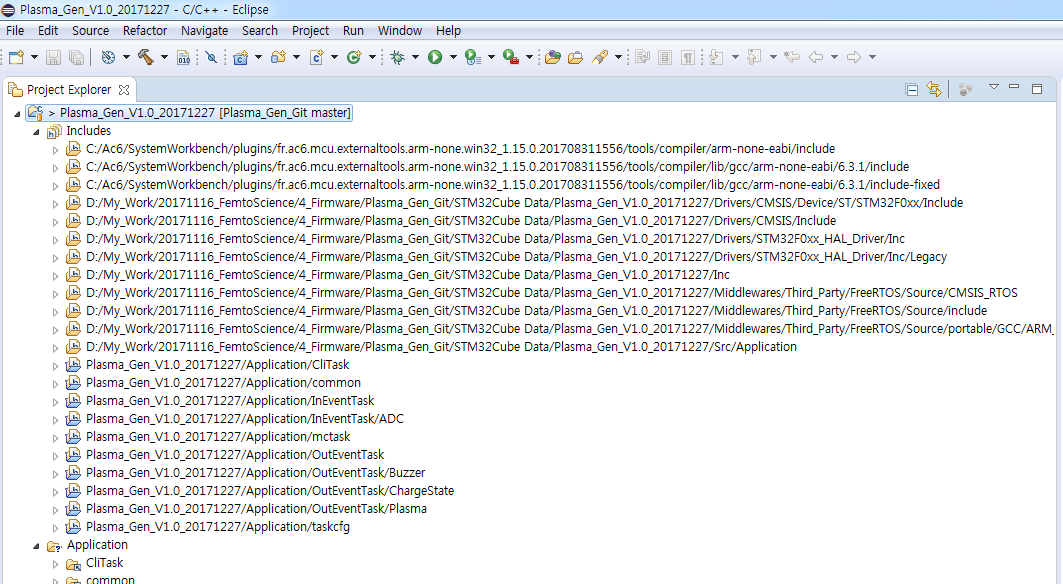 Plasma_Gen_V1.0_20171227 - C/C++ - Eclipse
File Edit Source Refactor Navigate Search Project Run Window Help
010
Project Explorer
> Plasma_Gen_V1.0_20171227 [Plasma_Gen_Git master]
Includes
C:/Ac6/SystemWorkbench/plugins/fr.ac6.mcu.externaltools.arm-none.win32_1.15.0.201708311556/tools/compiler/arm-none-eabi/include
C:/Ac6/SystemWorkbench/plugins/fr.ac6.mcu.externaltools.arm-none.win32_1.15.0.201708311556/tools/compiler/lib/gcc/arm-none-eabi/6.3.1/include
C:/Ac6/SystemWorkbench/plugins/fr.ac6.mcu.externaltools.arm-none.win32_1.15.0.201708311556/tools/compiler/lib/gcc/arm-none-eabi/6.3.1/include-fixed
D:/My_Work/20171116_FemtoScience/4_Firmware/Plasma_Gen_Git/STM32Cube Data/Plasma_Gen_V1.0_20171227/Drivers/CMSIS/Device/ST/STM32F0xx/Include
D:/My_Work/20171116_FemtoScience/4_Firmware/Plasma_Gen_Git/STM32Cube Data/Plasma_Gen_V1.0_20171227/Drivers/CMSIS/Include
D:/My_Work/20171116_FemtoScience/4_Firmware/Plasma_Gen_Git/STM32Cube Data/Plasma_Gen_V1.0_20171227/Drivers/STM32F0xx_HAL_Driver/Inc
D:/My_Work/20171116_FemtoScience/4_Firmware/Plasma_Gen_Git/STM32Cube Data/Plasma_Gen_V1.0_20171227/Drivers/STM32F0xx_HAL_Driver/Inc/Legacy
D:/My_Work/20171116_FemtoScience/4_Firmware/Plasma_Gen_Git/STM32Cube Data/Plasma_Gen_V1.0_20171227/Inc
D:/My_Work/20171116_FemtoScience/4_Firmware/Plasma_Gen_Git/STM32Cube Data/Plasma_Gen_V1.0_20171227/Middlewares/Third_Party/FreeRTOS/Source/CMSIS_RTOS
D:/My_Work/20171116_FemtoScience/4_Firmware/Plasma_Gen_Git/STM32Cube Data/Plasma_Gen_V1.0_20171227/Middlewares/Third_Party/FreeRTOS/Source/include
D:/My_Work/20171116_FemtoScience/4_Firmware/Plasma_Gen_Git/STM32Cube Data/Plasma_Gen_V1.0_20171227/Middlewares/Third_Party/FreeRTOS/Source/portable/GCC/ARM_
D:/My_Work/20171116_FemtoScience/4_Firmware/Plasma_Gen_Git/STM32Cube Data/Plasma_Gen_V1.0_20171227/Src/Application
Plasma_Gen_V1.0_20171227/Application/CliTask
Plasma_Gen_V1.0_20171227/Application/common
Plasma_Gen_V1.0_20171227/Application/InEventTask
Plasma_Gen_V1.0_20171227/Application/InEventTask/ADC
Plasma_Gen_V1.0_20171227/Application/mctask
Plasma_Gen_V1.0_20171227/Application/OutEventTask
Plasma_Gen_V1.0_20171227/Application/OutEventTask/Buzzer
Plasma_Gen_V1.0_20171227/Application/OutEventTask/ChargeState
Plasma_Gen_V1.0_20171227/Application/OutEventTask/Plasma
Plasma_Gen_V1.0_20171227/Application/taskcfg
Application
CliTask
common